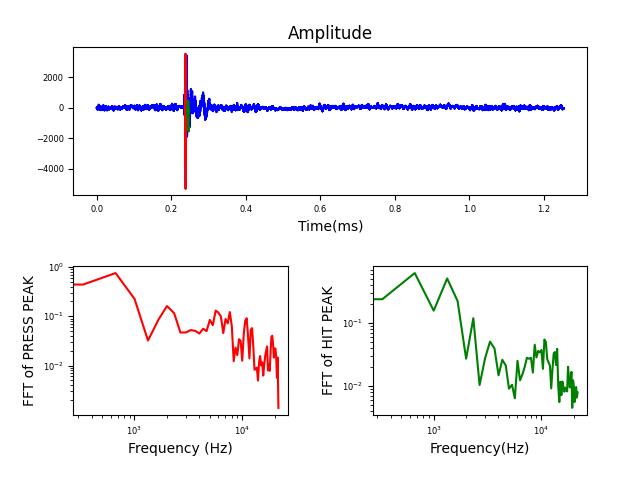 Amplitude
2000
0
−2000
−4000
0.0 0.2 0.4 0.6 0.8 1.0 1.2
Time(ms)
FFT of PRESS PEAK
10⁰
10⁻¹
10⁻²
10³ 10⁴
Frequency (Hz)
FFT of HIT PEAK
10⁻¹
10⁻²
10³ 10⁴
Frequency(Hz)